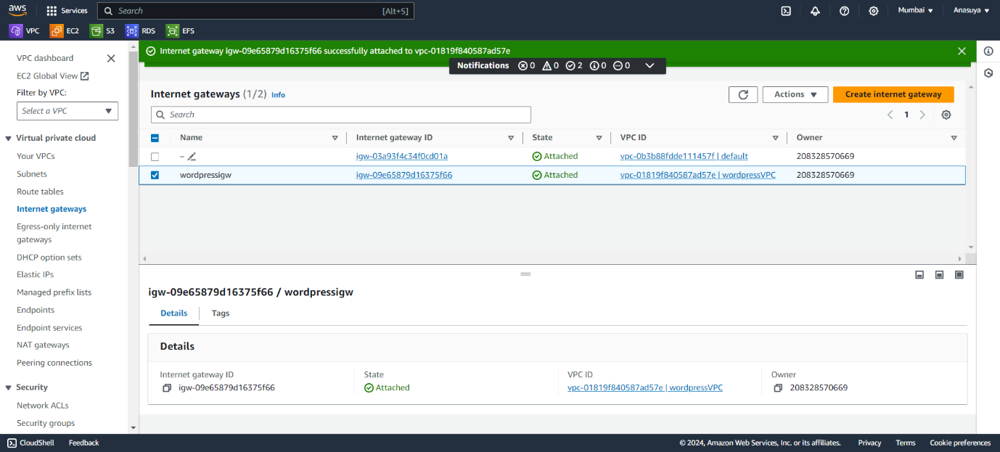 aws Services Search [Alt+S] Mumbai Anasuya
VPC EC2 S3 RDS EFS
VPC dashboard
EC2 Global View
Filter by VPC:
Select a VPC
Virtual private cloud
Your VPCs
Subnets
Route tables
Internet gateways
Egress-only internet
gateways
DHCP option sets
Elastic IPs
Managed prefix lists
Endpoints
Endpoint services
NAT gateways
Peering connections
Security
Network ACLs
Security groups
Internet gateway igw-09e65879d16375f66 successfully attached to vpc-01819f840587ad57e
Notifications 0 0 2 0 0
Internet gateways (1/2) Info
Actions Create internet gateway
Search
1
Name Internet gateway ID State VPC ID Owner
– igw-03a93f4c34f0cd01a Attached vpc-0b3b88fdde111457f | default 208328570669
wordpressigw igw-09e65879d16375f66 Attached vpc-01819f840587ad57e | wordpressVPC 208328570669
igw-09e65879d16375f66 / wordpressigw
Details Tags
Details
Internet gateway ID State VPC ID Owner
igw-09e65879d16375f66 Attached vpc-01819f840587ad57e | wordpressVPC 208328570669
CloudShell Feedback © 2024, Amazon Web Services, Inc. or its affiliates. Privacy Terms Cookie preferences